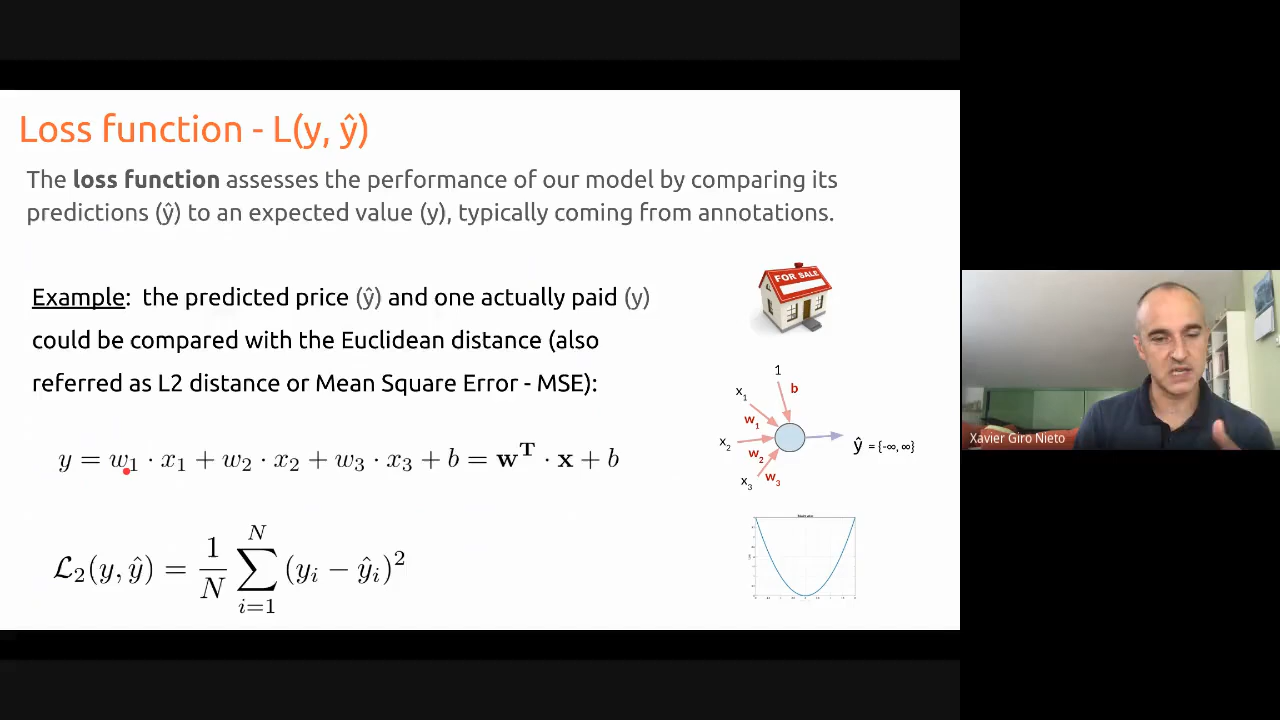 Loss function - L(y, ŷ)
The loss function assesses the performance of our model by comparing its
predictions (ŷ) to an expected value (y), typically coming from annotations.
Example: the predicted price (ŷ) and one actually paid (y)
could be compared with the Euclidean distance (also
referred as L2 distance or Mean Square Error - MSE):
FOR SALE
y = w₁ · x₁ + w₂ · x₂ + w₃ · x₃ + b = wᵀ · x + b
1
b
x₁
w₁
x₂
w₂
x₃
w₃
ŷ = {-∞, ∞}
ℒ₂(y, ŷ) = 1/N ∑ᵢ₌₁ᴺ (yᵢ − ŷᵢ)²
Xavier Giro Nieto